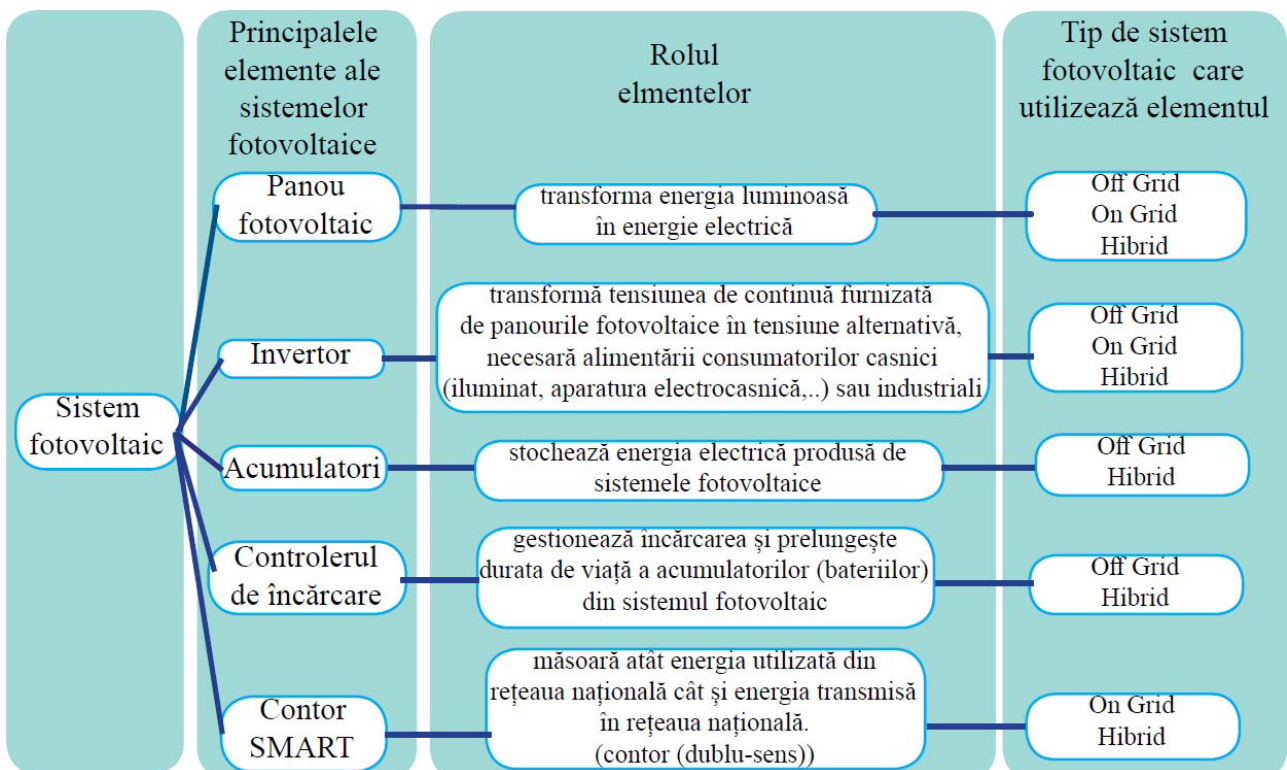 Principalele
elemente ale
sistemelor
fotovoltaice
Rolul
elmentelor
Tip de sistem
fotovoltaic care
utilizează elementul
Sistem
fotovoltaic
Panou
fotovoltaic
transforma energia luminoasă
în energie electrică
Off Grid
On Grid
Hibrid
Invertor
transformă tensiunea de continuă furnizată
de panourile fotovoltaice în tensiune alternativă,
necesară alimentării consumatorilor casnici
(iluminat, aparatura electrocasnică,..) sau industriali
Off Grid
On Grid
Hibrid
Acumulatori
stochează energia electrică produsă de
sistemele fotovoltaice
Off Grid
Hibrid
Controlerul
de încărcare
gestionează încărcarea și prelungește
durata de viață a acumulatorilor (bateriilor)
din sistemul fotovoltaic
Off Grid
Hibrid
Contor
SMART
măsoară atât energia utilizată din
rețeaua națională cât și energia transmisă
în rețeaua națională.
(contor (dublu-sens))
On Grid
Hibrid